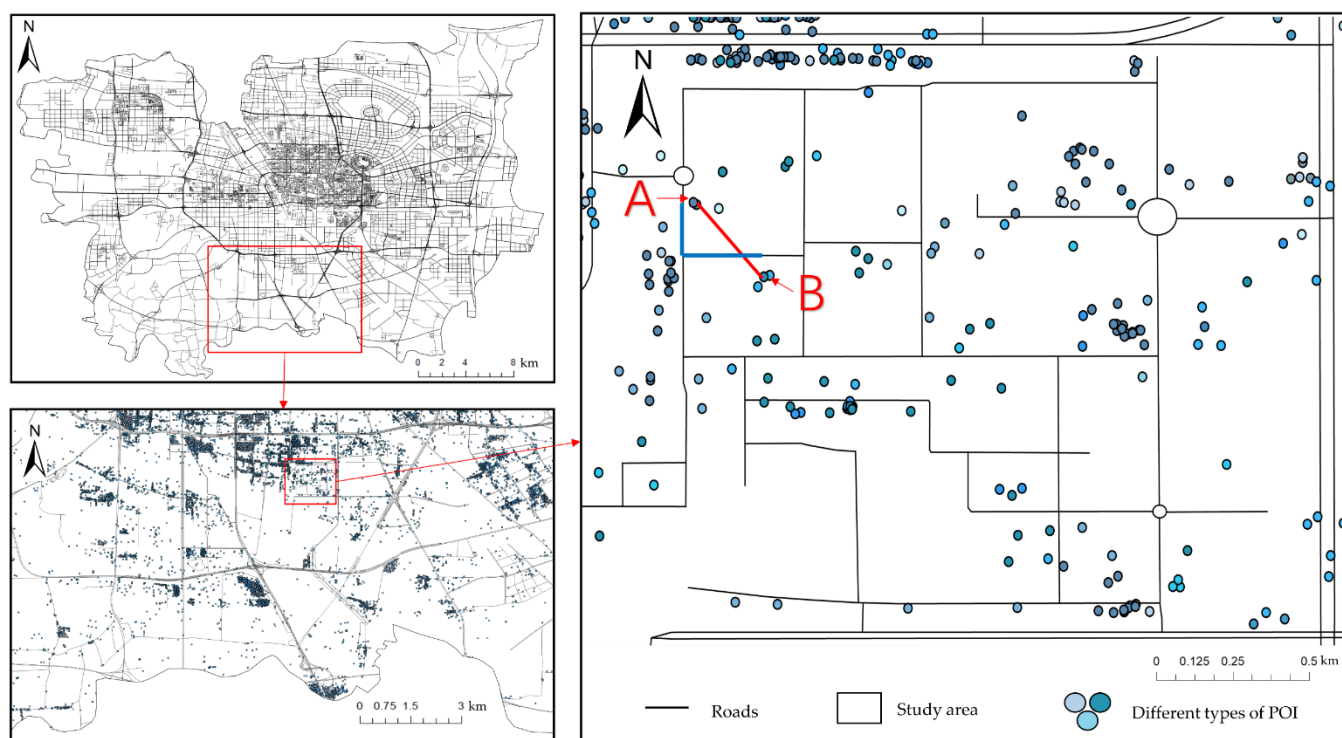 N
0 2 4 8 km
N
0 0.75 1.5 3 km
N
A
B
0 0.125 0.25 0.5 km
Roads
Study area
Different types of POI